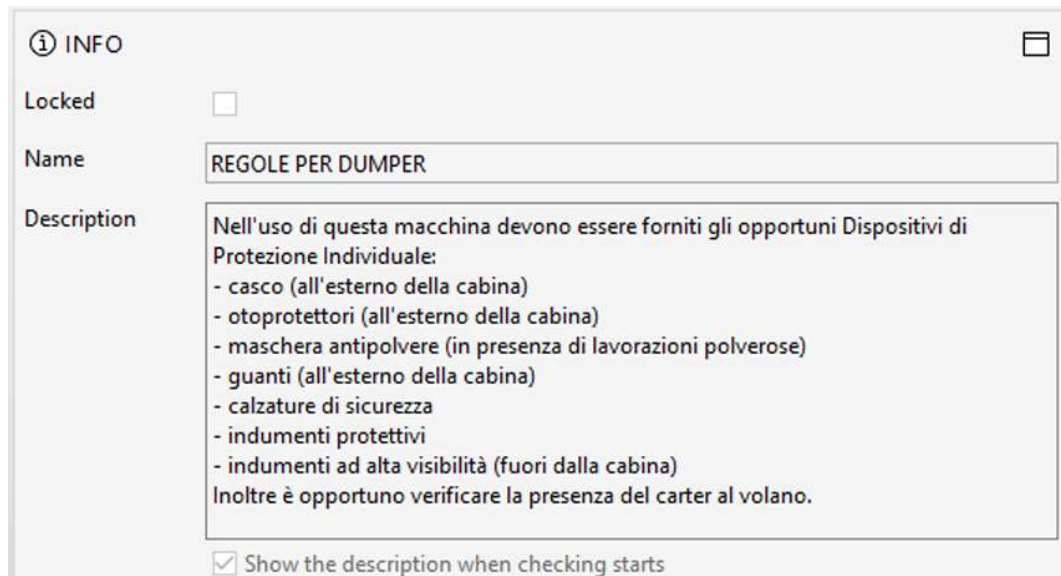 INFO
Locked
Name
REGOLE PER DUMPER
Description
Nell'uso di questa macchina devono essere forniti gli opportuni Dispositivi di
Protezione Individuale:
- casco (all'esterno della cabina)
- otoprotettori (all'esterno della cabina)
- maschera antipolvere (in presenza di lavorazioni polverose)
- guanti (all'esterno della cabina)
- calzature di sicurezza
- indumenti protettivi
- indumenti ad alta visibilità (fuori dalla cabina)
Inoltre è opportuno verificare la presenza del carter al volano.
Show the description when checking starts